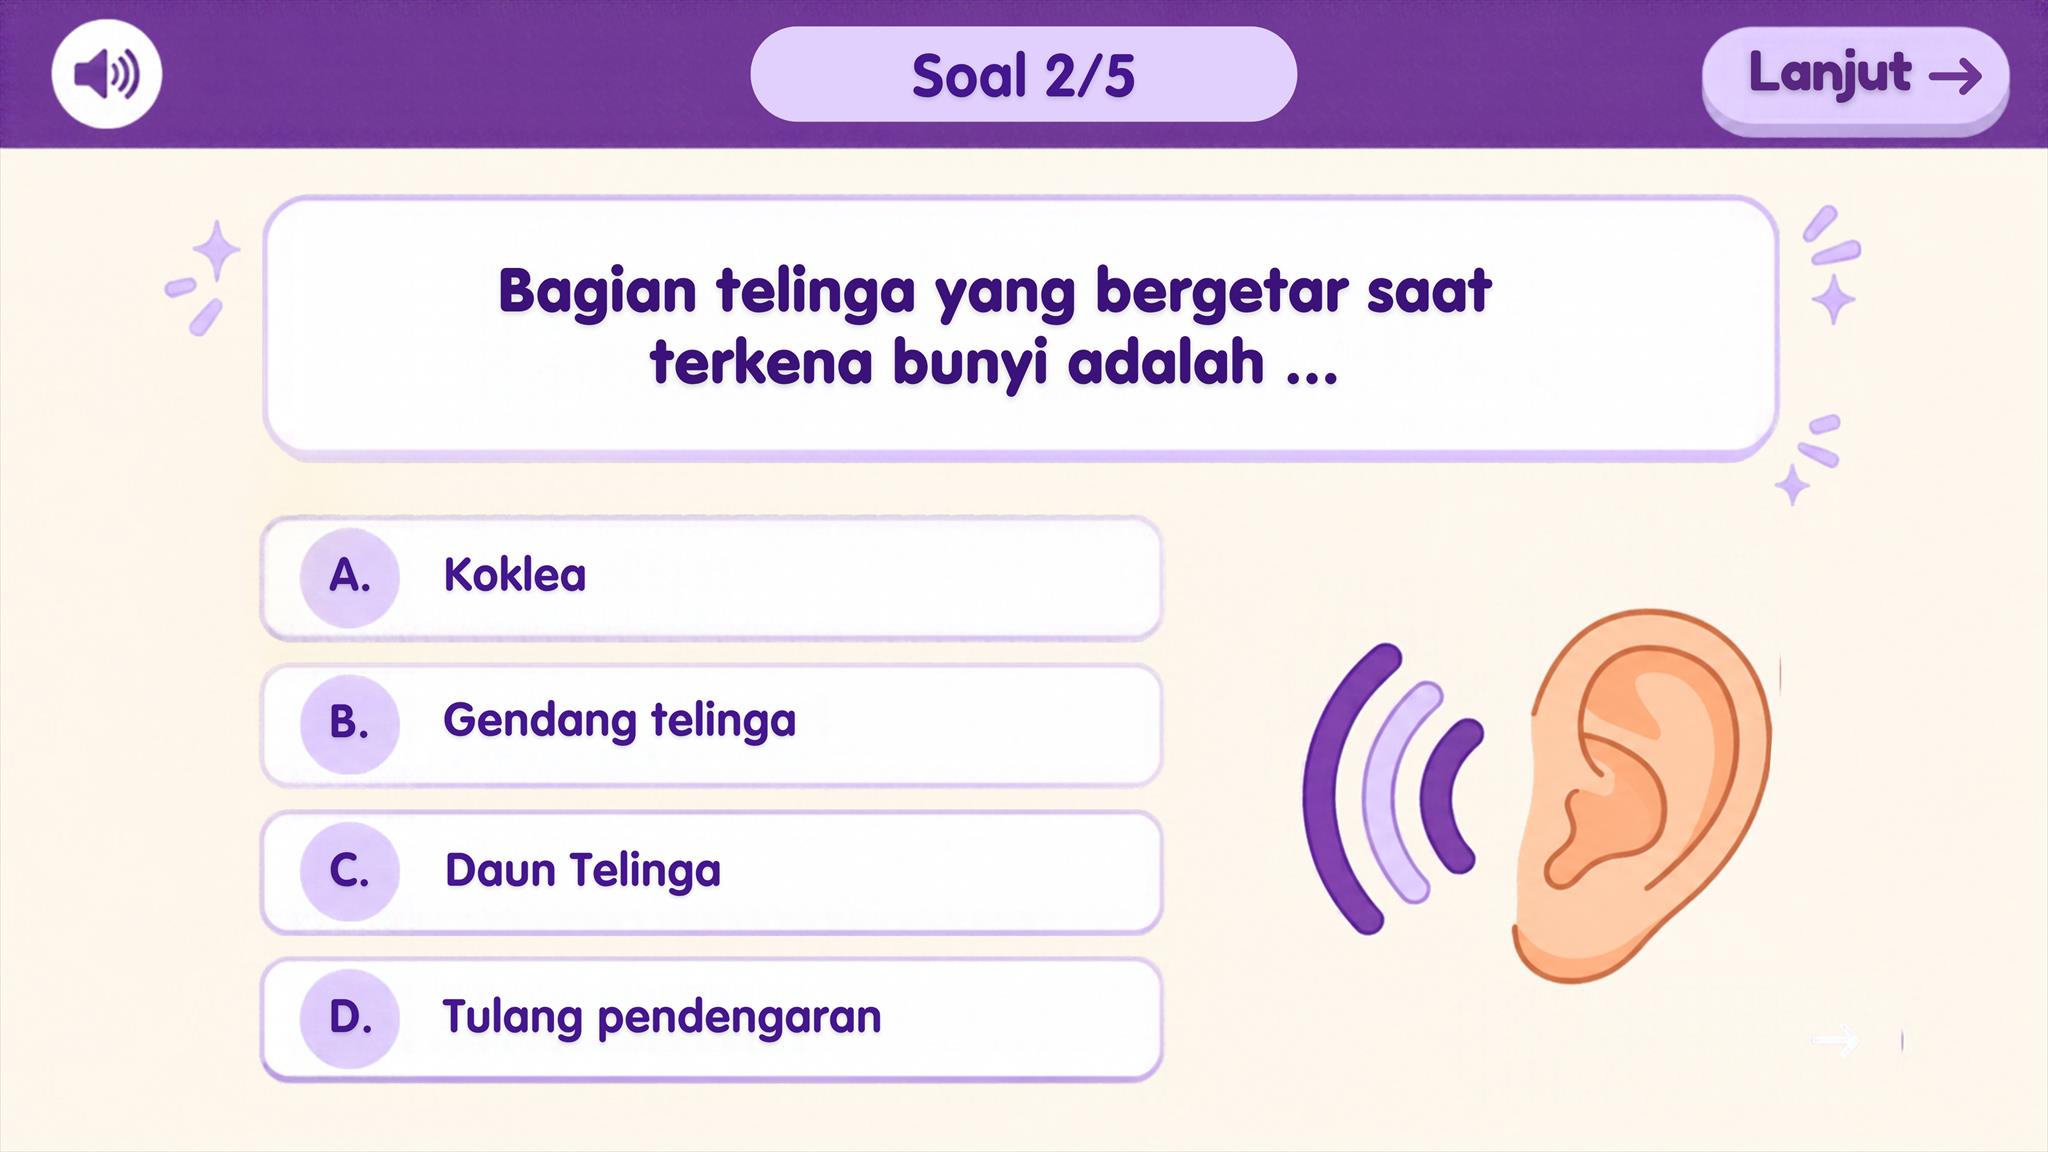 Soal 2/5
Lanjut →
Bagian telinga yang bergetar saat
terkena bunyi adalah ...
A. Koklea
B. Gendang telinga
C. Daun Telinga
D. Tulang pendengaran